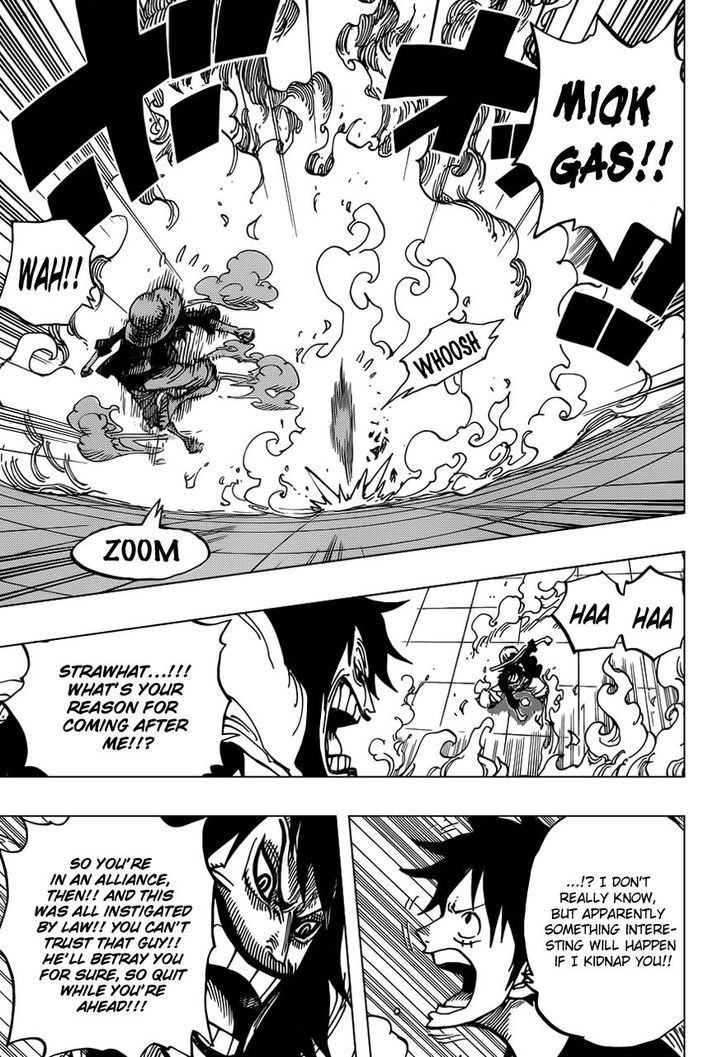 MIOK
GAS!!
WAH!!
WHOOSH
ZOOM
HAA HAA
STRAWHAT...!!!
WHAT'S YOUR
REASON FOR
COMING AFTER
ME!!?
...!? I DON'T
REALLY KNOW,
BUT APPARENTLY
SOMETHING INTERE-
STING WILL HAPPEN
IF I KIDNAP YOU!!
SO YOU'RE
IN AN ALLIANCE,
THEN!! AND THIS
WAS ALL INSTIGATED
BY LAW!! YOU CAN'T
TRUST THAT GUY!!
HE'LL BETRAY YOU
FOR SURE, SO QUIT
WHILE YOU'RE
AHEAD!!!